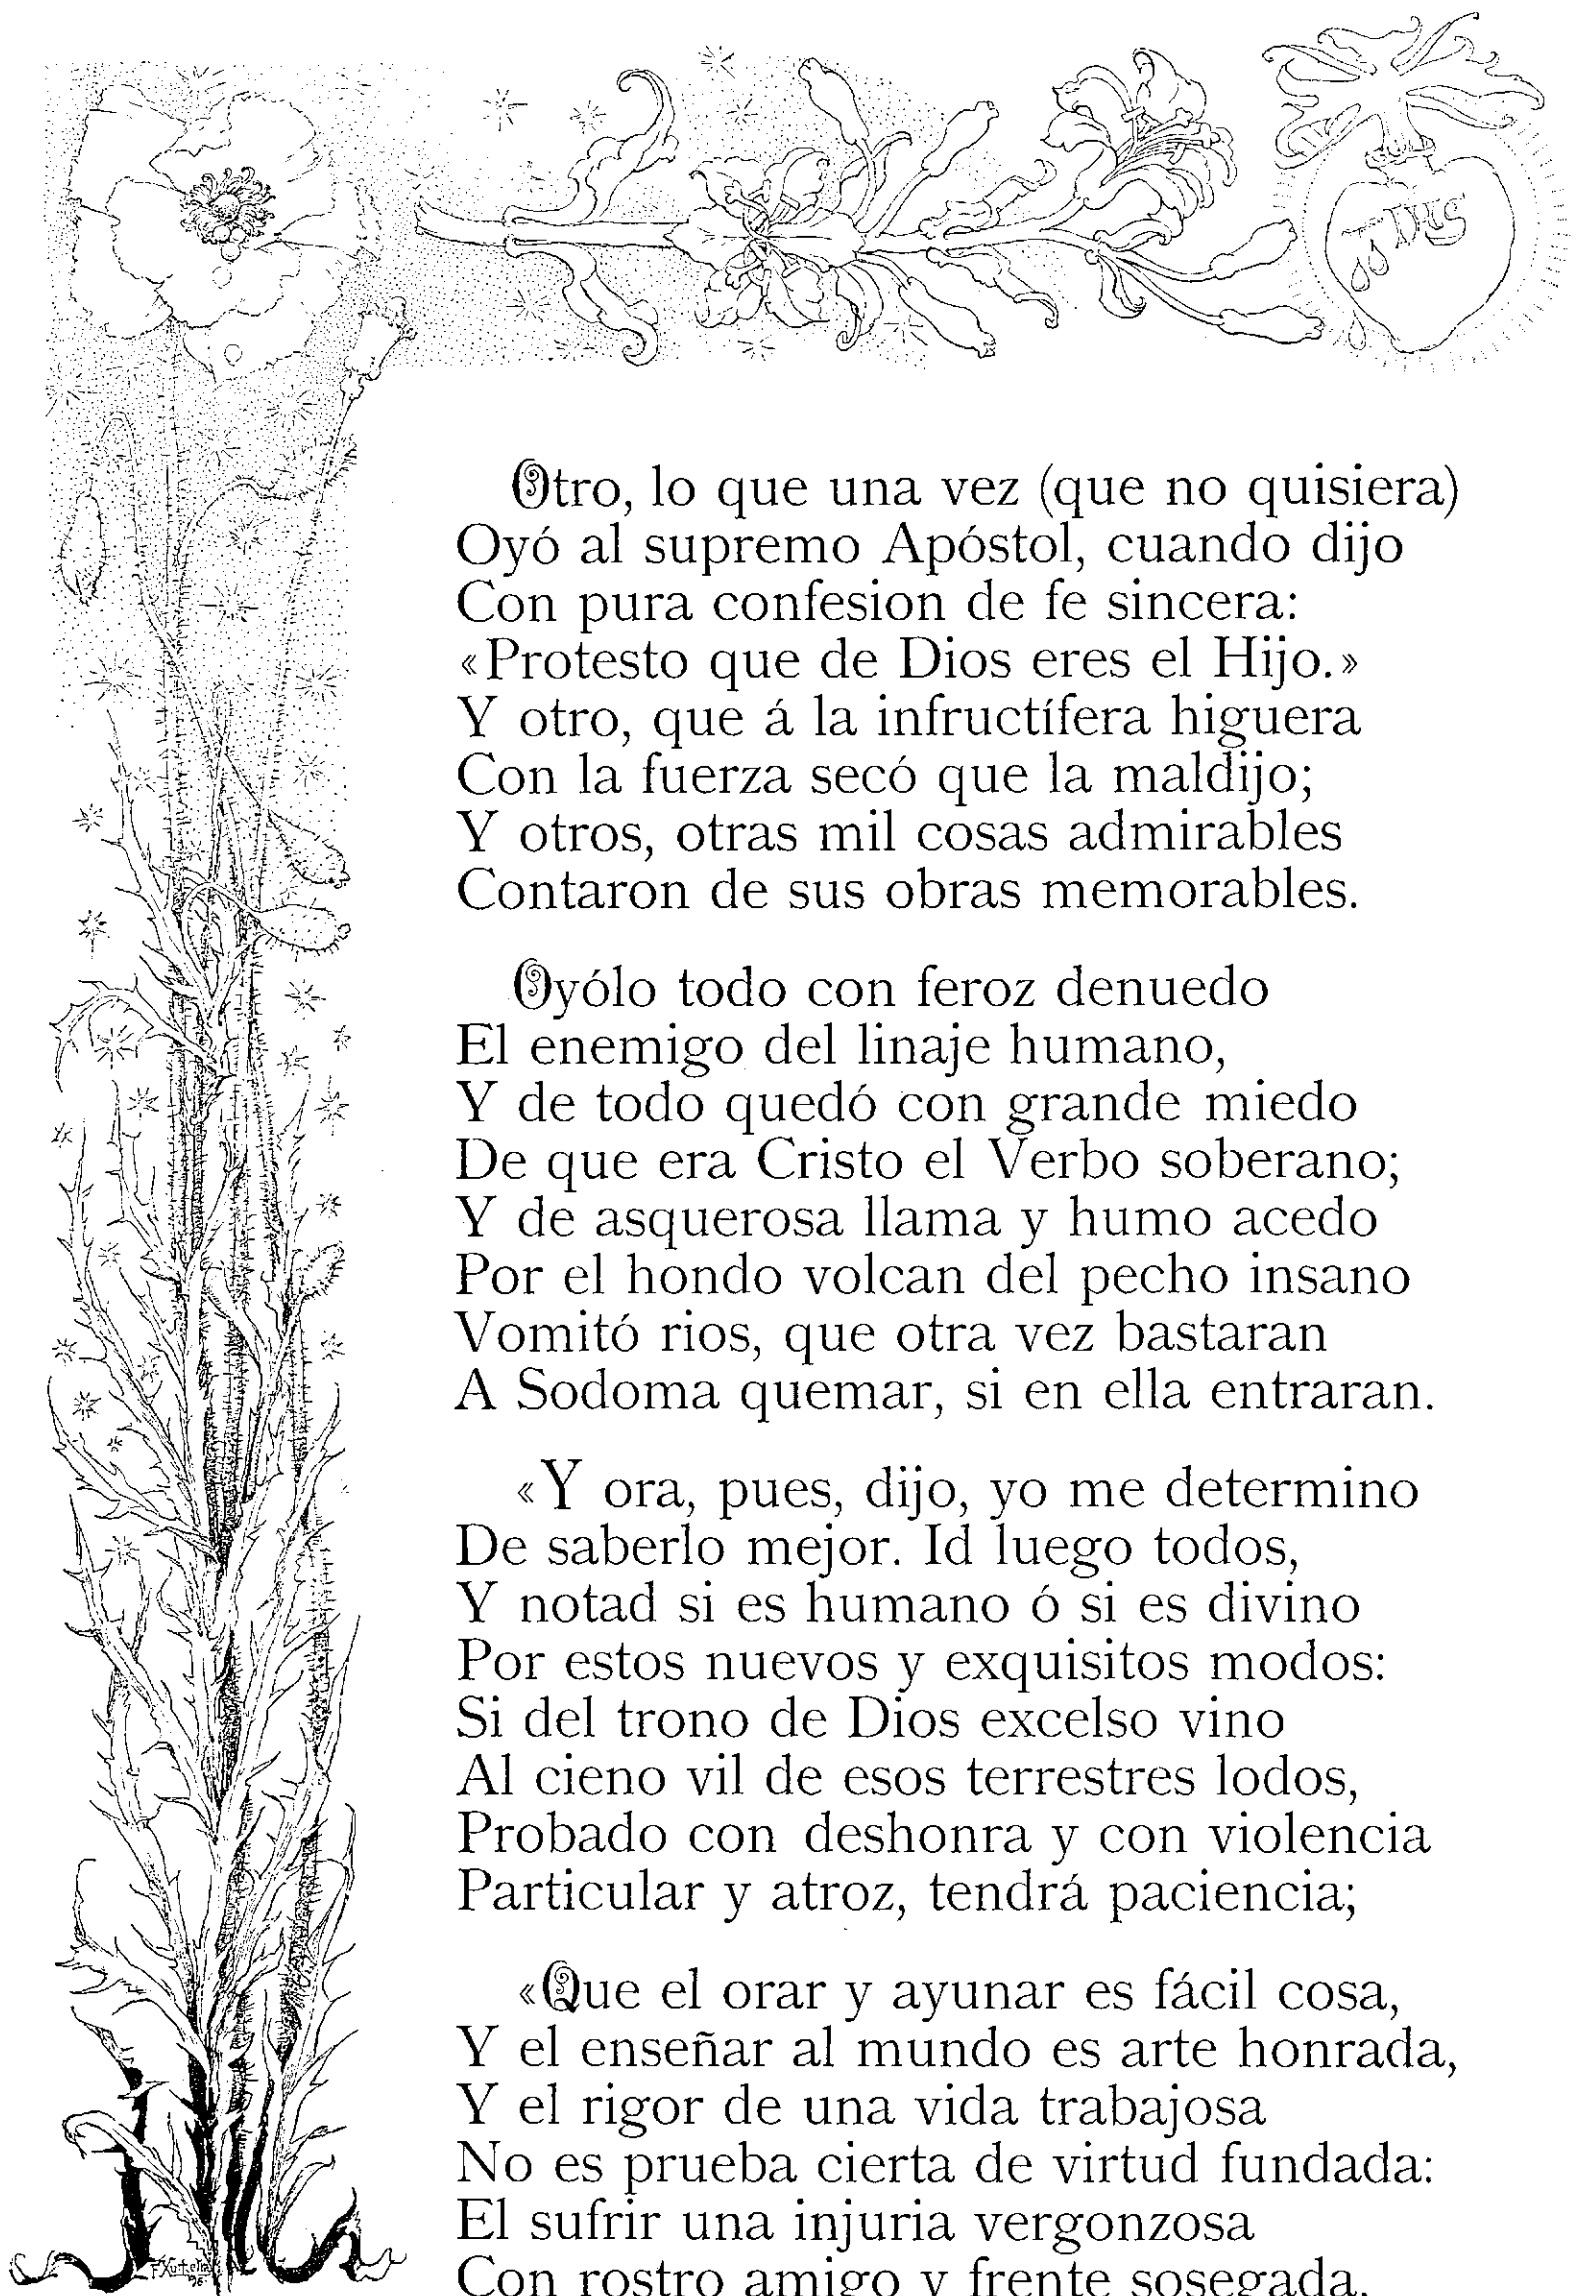 JHS
Otro, lo que una vez (que no quisiera)
Oyó al supremo Apóstol, cuando dijo
Con pura confesion de fe sincera:
«Protesto que de Dios eres el Hijo.»
Y otro, que á la infructífera higuera
Con la fuerza secó que la maldijo;
Y otros, otras mil cosas admirables
Contaron de sus obras memorables.
Oyólo todo con feroz denuedo
El enemigo del linaje humano,
Y de todo quedó con grande miedo
De que era Cristo el Verbo soberano;
Y de asquerosa llama y humo acedo
Por el hondo volcan del pecho insano
Vomitó rios, que otra vez bastaran
A Sodoma quemar, si en ella entraran.
«Y ora, pues, dijo, yo me determino
De saberlo mejor. Id luego todos,
Y notad si es humano ó si es divino
Por estos nuevos y exquisitos modos:
Si del trono de Dios excelso vino
Al cieno vil de esos terrestres lodos,
Probado con deshonra y con violencia
Particular y atroz, tendrá paciencia;
«Que el orar y ayunar es fácil cosa,
Y el enseñar al mundo es arte honrada,
Y el rigor de una vida trabajosa
No es prueba cierta de virtud fundada:
El sufrir una injuria vergonzosa
Con rostro amigo y frente sosegada,